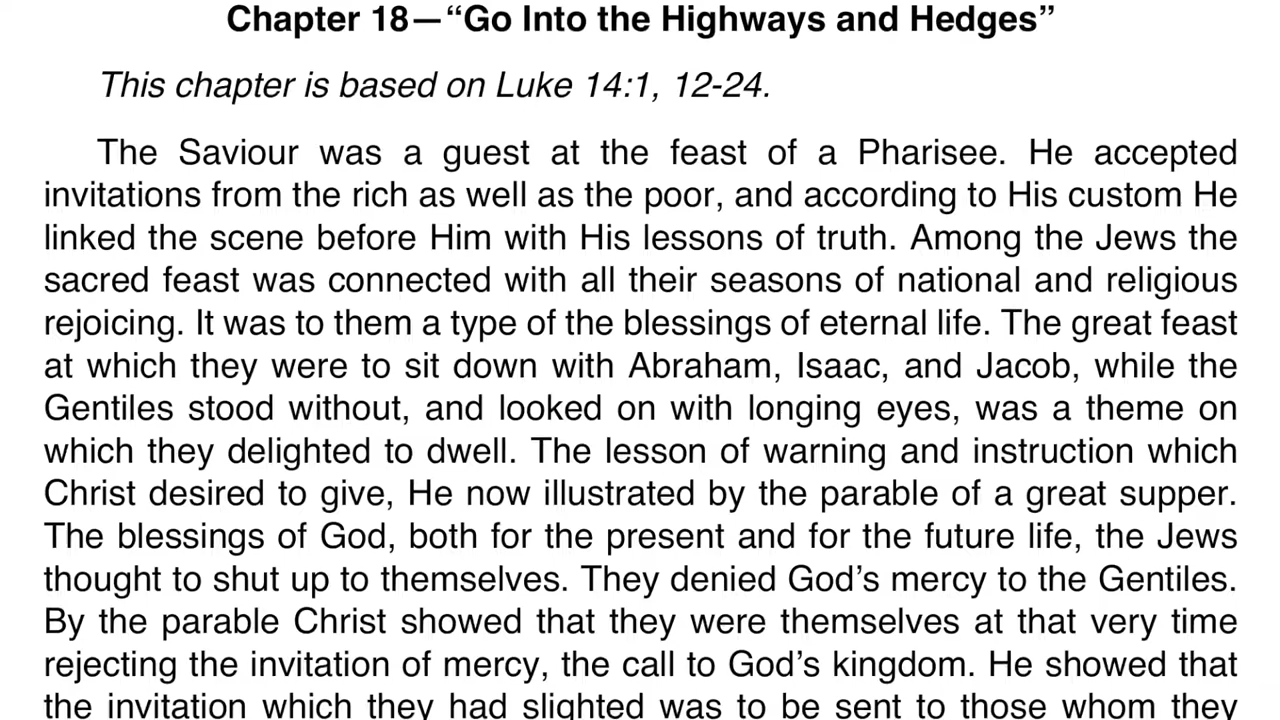 Chapter 18—“Go Into the Highways and Hedges”
This chapter is based on Luke 14:1, 12-24.
The Saviour was a guest at the feast of a Pharisee. He accepted
invitations from the rich as well as the poor, and according to His custom He
linked the scene before Him with His lessons of truth. Among the Jews the
sacred feast was connected with all their seasons of national and religious
rejoicing. It was to them a type of the blessings of eternal life. The great feast
at which they were to sit down with Abraham, Isaac, and Jacob, while the
Gentiles stood without, and looked on with longing eyes, was a theme on
which they delighted to dwell. The lesson of warning and instruction which
Christ desired to give, He now illustrated by the parable of a great supper.
The blessings of God, both for the present and for the future life, the Jews
thought to shut up to themselves. They denied God’s mercy to the Gentiles.
By the parable Christ showed that they were themselves at that very time
rejecting the invitation of mercy, the call to God’s kingdom. He showed that
the invitation which they had slighted was to be sent to those whom they